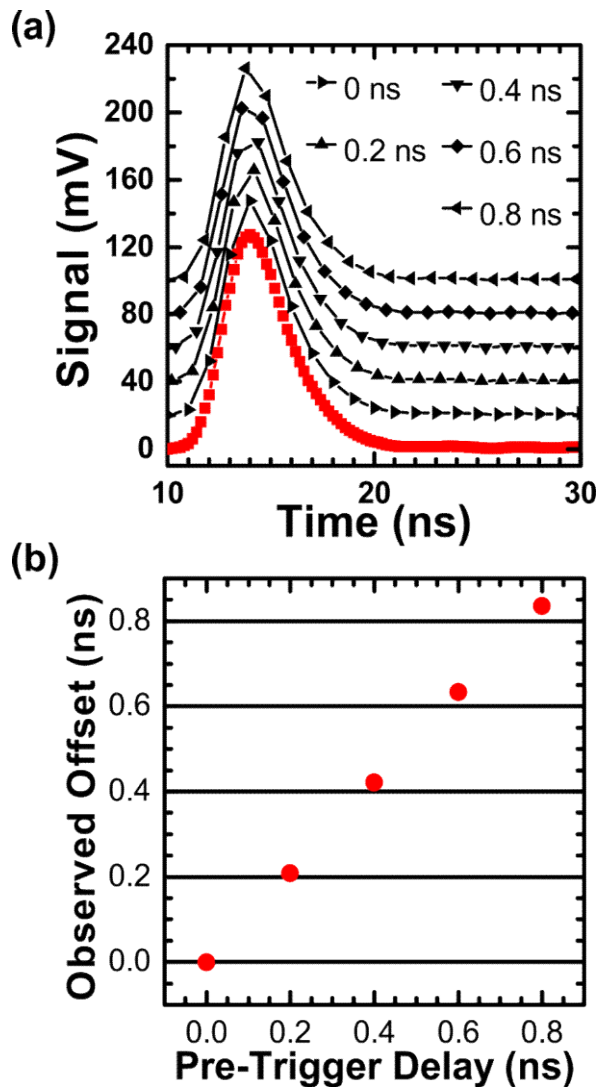 (a)
240
200
160
120
80
40
0
Signal (mV)
0 ns
0.4 ns
0.2 ns
0.6 ns
0.8 ns
10
20
30
Time (ns)
(b)
0.8
0.6
0.4
0.2
0.0
Observed Offset (ns)
0.0
0.2
0.4
0.6
0.8
Pre-Trigger Delay (ns)